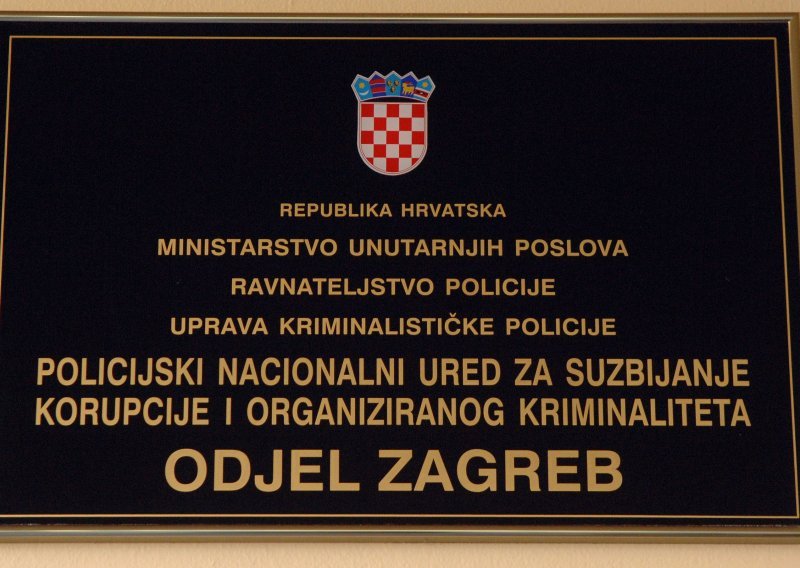 REPUBLIKA HRVATSKA
MINISTARSTVO UNUTARNJIH POSLOVA
RAVNATELJSTVO POLICIJE
UPRAVA KRIMINALISTIČKE POLICIJE
POLICIJSKI NACIONALNI URED ZA SUZBIJANJE
KORUPCIJE I ORGANIZIRANOG KRIMINALITETA
ODJEL ZAGREB